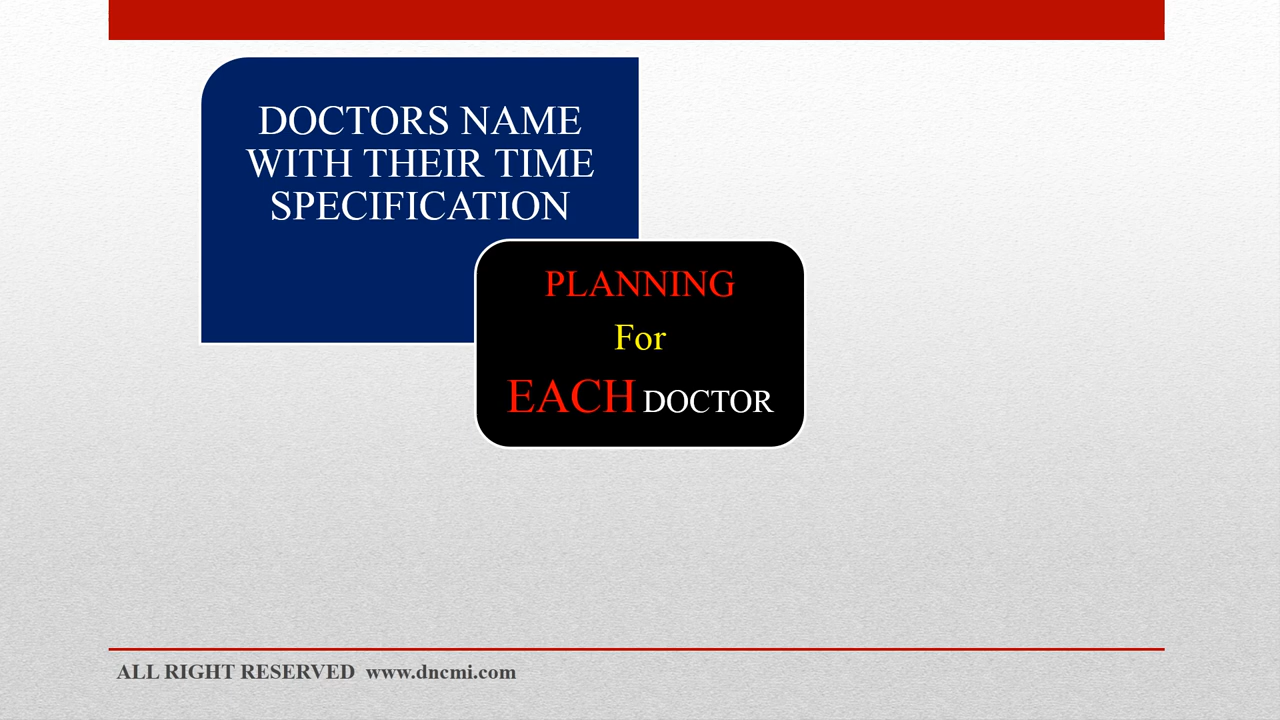 DOCTORS NAME
WITH THEIR TIME
SPECIFICATION
PLANNING
For
EACH DOCTOR
ALL RIGHT RESERVED www.dncmi.com